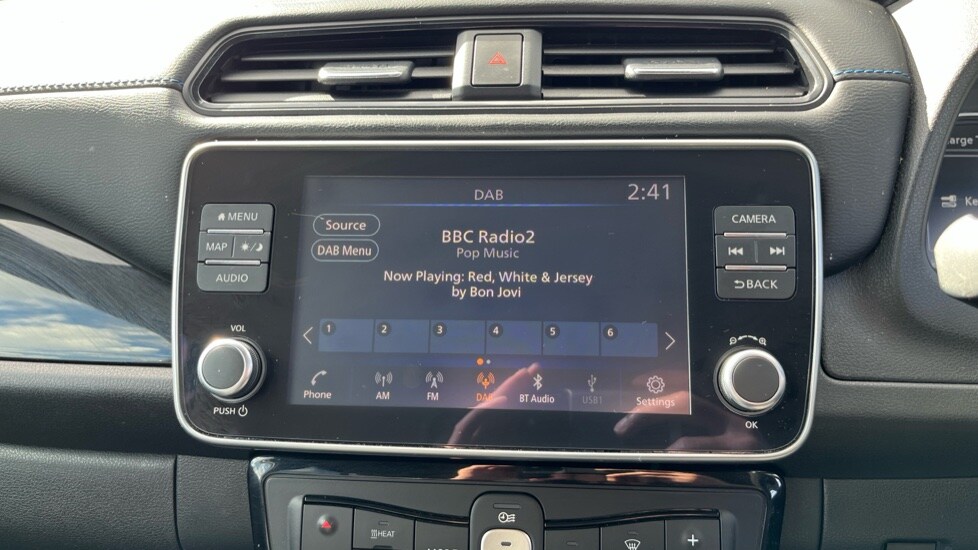 DAB
2:41
MENU
MAP
AUDIO
Source
DAB Menu
BBC Radio2
Pop Music
Now Playing: Red, White & Jersey
by Bon Jovi
CAMERA
BACK
1 2 3 4 5 6
VOL
PUSH
Phone
AM
FM
DAB
BT Audio
USB1
Settings
OK
HEAT
+
arge
Ke